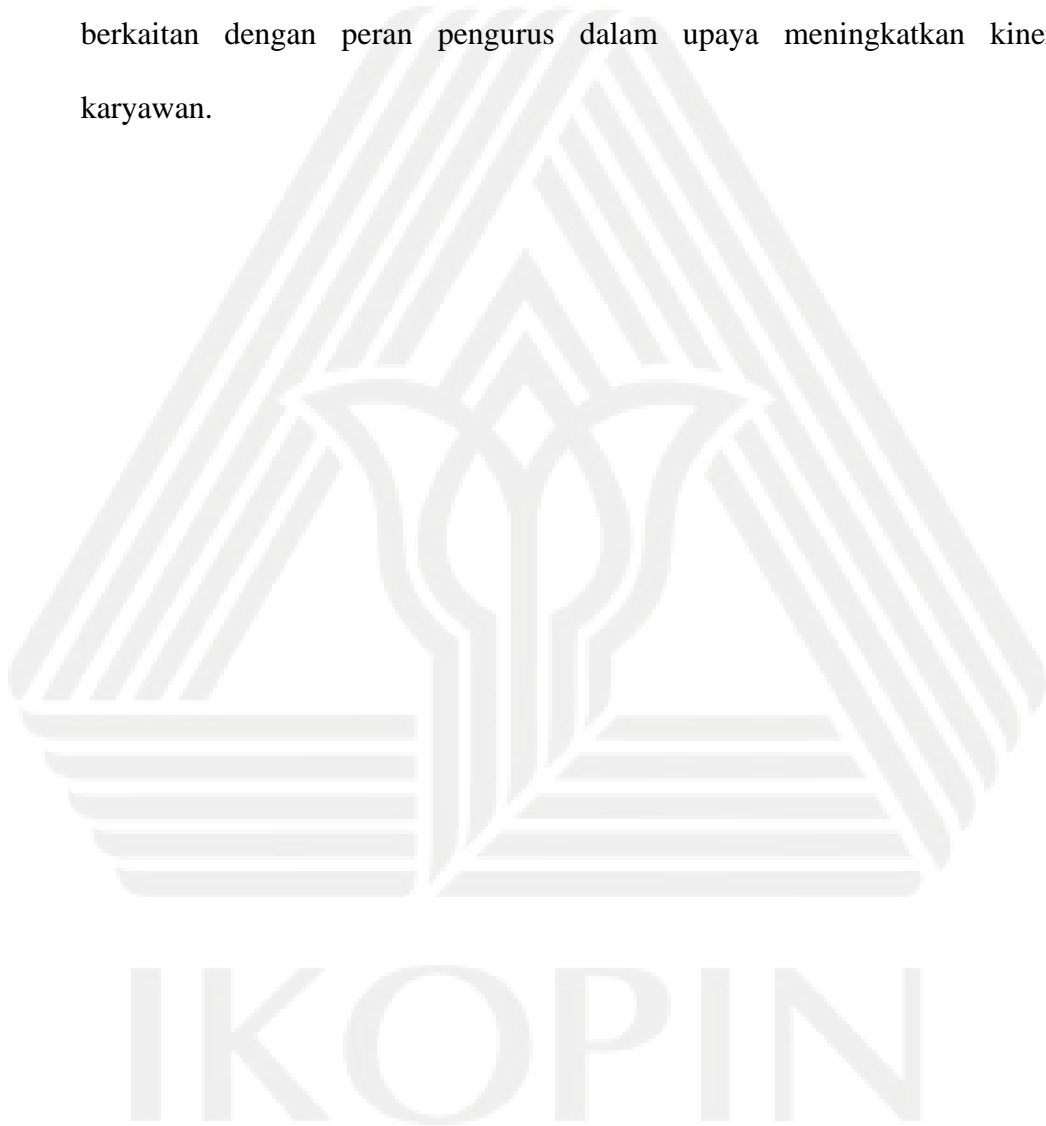 berkaitan dengan peran pengurus dalam upaya meningkatkan kine
karyawan.
IKOPIN